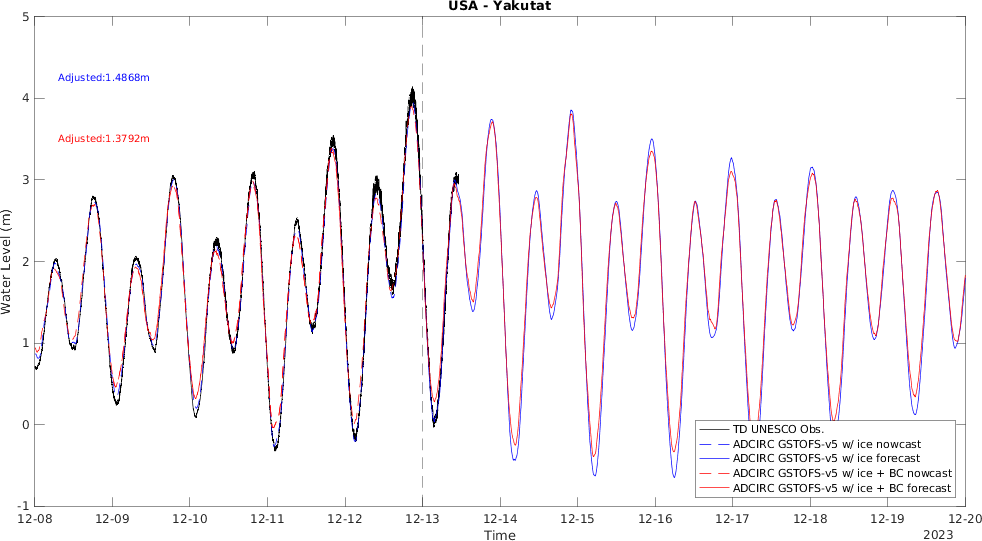 USA - Yakutat
5
4
3
2
1
0
-1
Water Level (m)
Adjusted:1.4868m
Adjusted:1.3792m
TD UNESCO Obs.
ADCIRC GSTOFS-v5 w/ ice nowcast
ADCIRC GSTOFS-v5 w/ ice forecast
ADCIRC GSTOFS-v5 w/ ice + BC nowcast
ADCIRC GSTOFS-v5 w/ ice + BC forecast
12-08 12-09 12-10 12-11 12-12 12-13 12-14 12-15 12-16 12-17 12-18 12-19 12-20
Time
2023